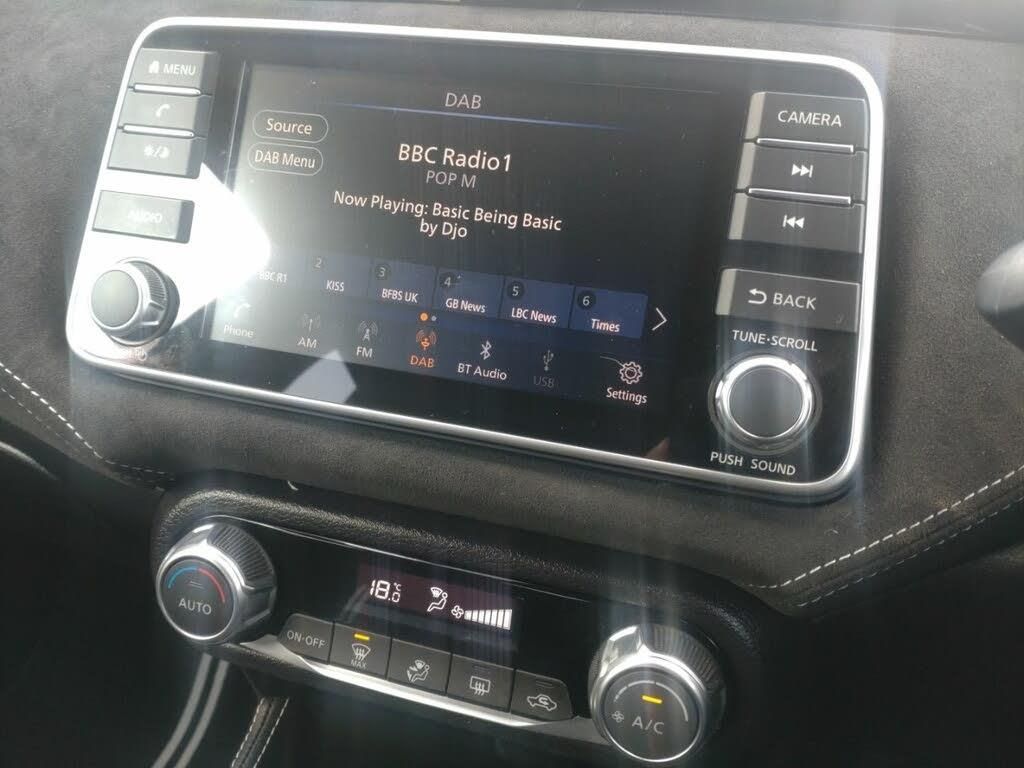 MENU
AUDIO
DAB
Source
DAB Menu
BBC Radio1
POP M
Now Playing: Basic Being Basic
by Djo
BBC R1
2
KISS
3
BFBS UK
4
GB News
5
LBC News
6
Times
Phone
AM
FM
DAB
BT Audio
USB
Settings
CAMERA
BACK
TUNE·SCROLL
PUSH SOUND
AUTO
18.0 °C
ON·OFF
MAX
A/C